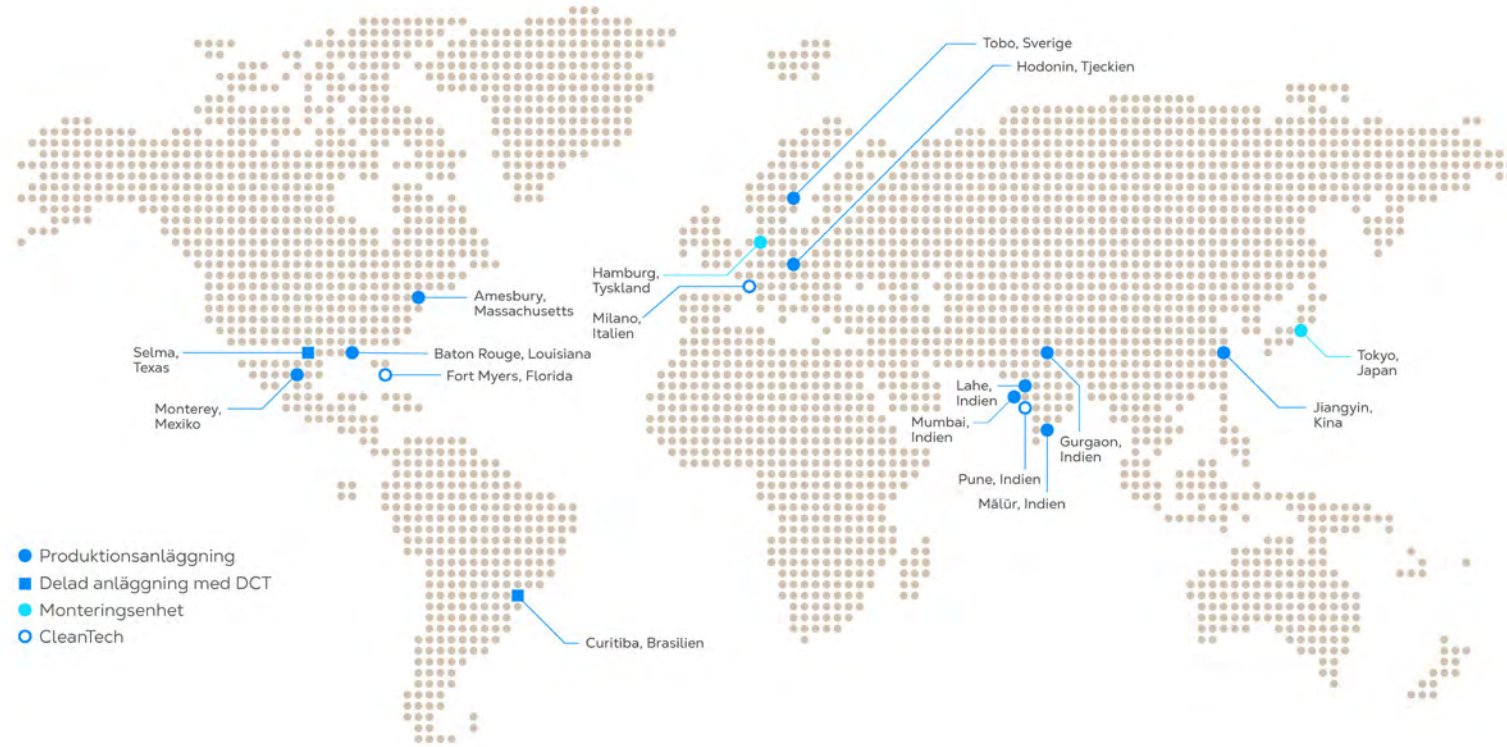 Tobo, Sverige
Hodonin, Tjeckien
Hamburg,
Tyskland
Milano,
Italien
Amesbury,
Massachusetts
Selma,
Texas
Baton Rouge, Louisiana
Fort Myers, Florida
Monterey,
Mexiko
Tokyo,
Japan
Lahe,
Indien
Mumbai,
Indien
Jiangyin,
Kina
Gurgaon,
Indien
Pune, Indien
Mālūr, Indien
Produktionsanläggning
Delad anläggning med DCT
Monteringsenhet
CleanTech
Curitiba, Brasilien